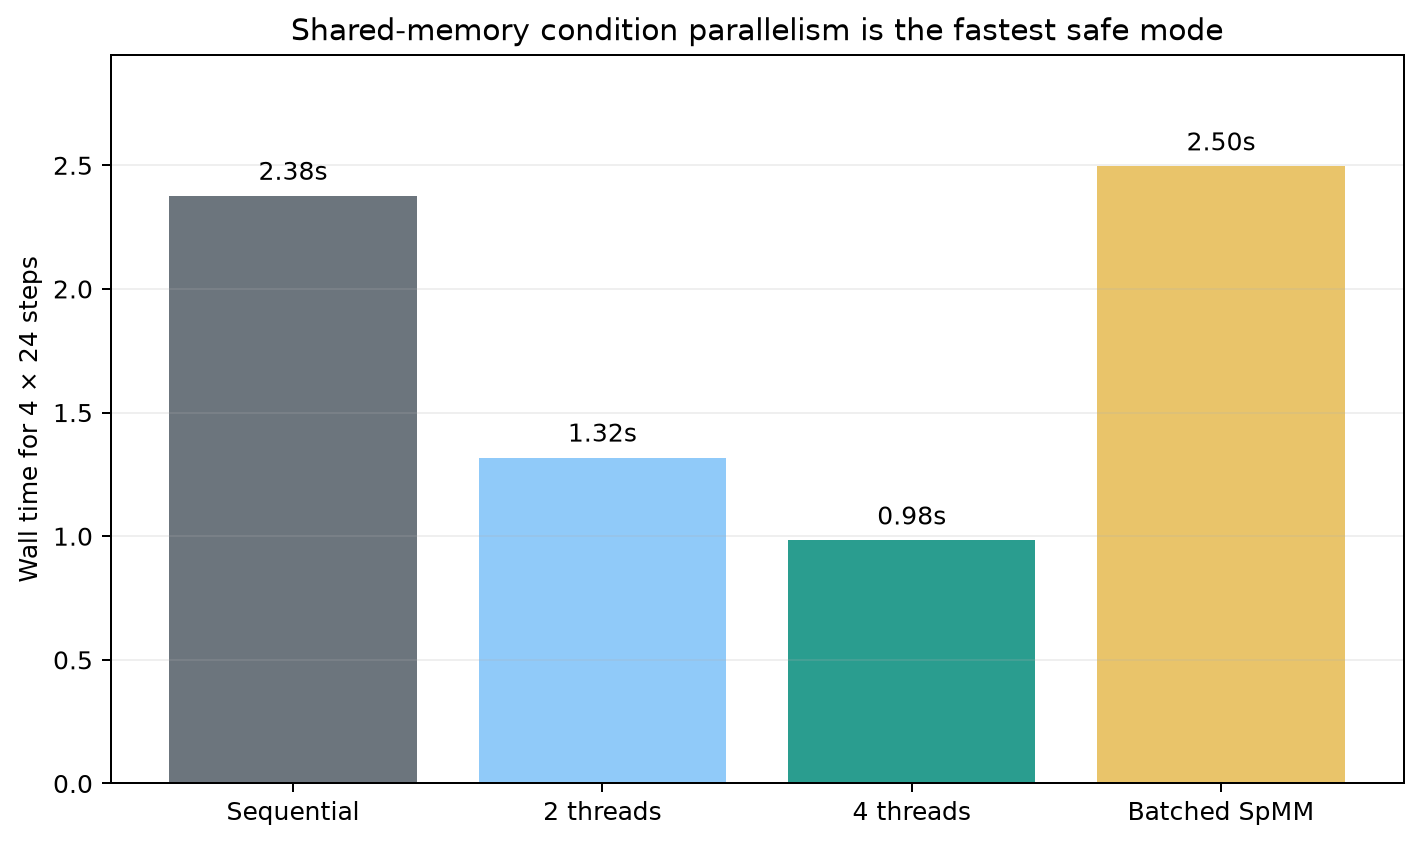 Shared-memory condition parallelism is the fastest safe mode
Wall time for 4 × 24 steps
2.5
2.0
1.5
1.0
0.5
0.0
2.38s
1.32s
0.98s
2.50s
Sequential
2 threads
4 threads
Batched SpMM